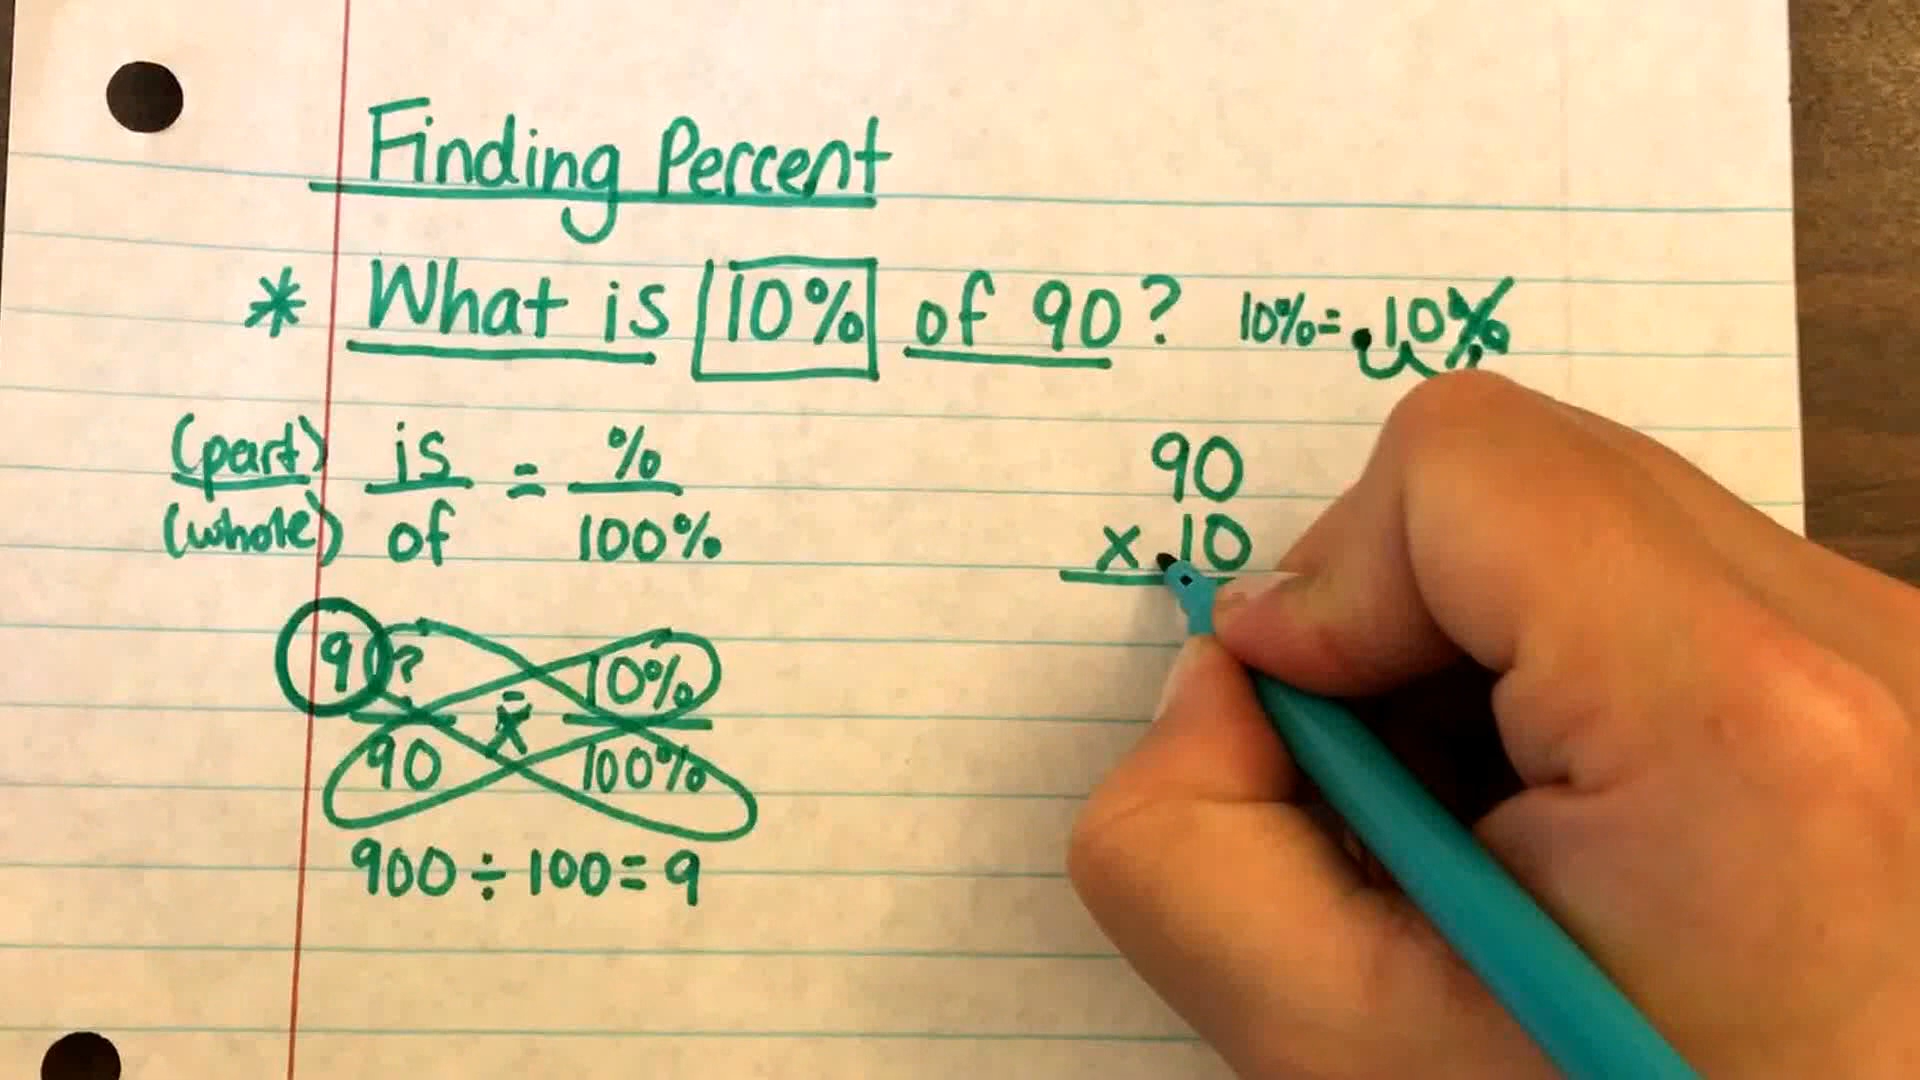 Finding Percent
* What is 10% of 90? 10%= .10%
(part) is = %
(whole) of 100%
90
x .10
9 ? x 10%
90 100%
900 ÷ 100 = 9